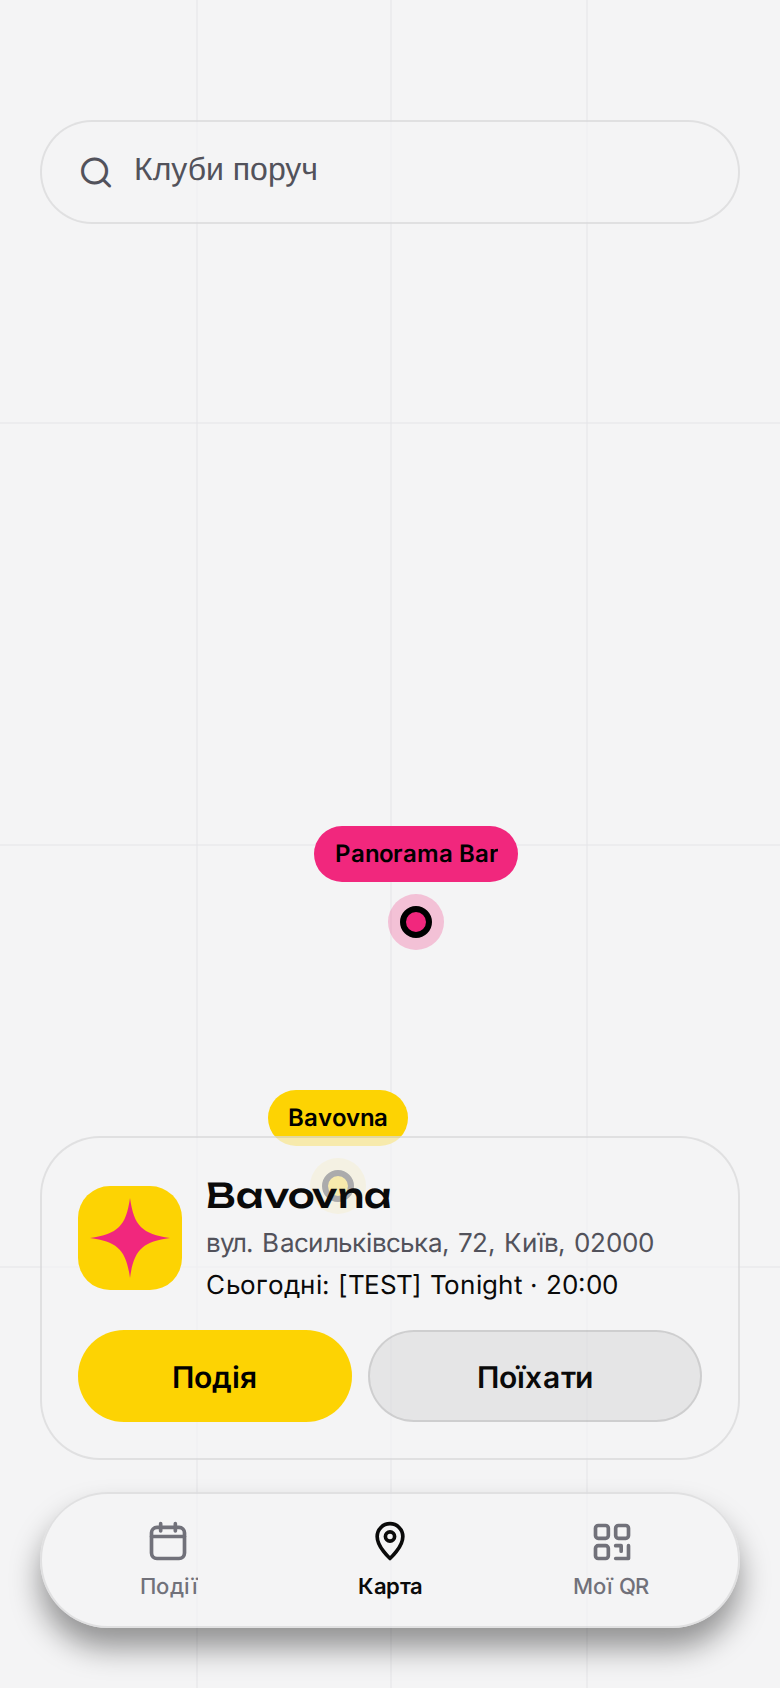 Клуби поруч
Panorama Bar
Bavovna
Bavovna
вул. Васильківська, 72, Київ, 02000
Сьогодні: [TEST] Tonight · 20:00
Подія
Поїхати
Події
Карта
Мої QR